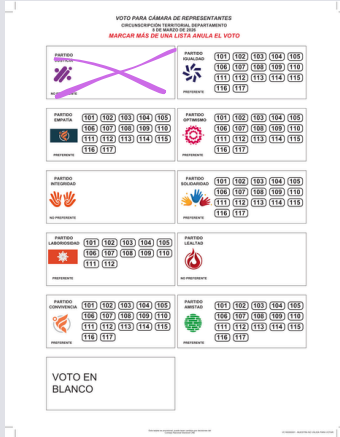 VOTO PARA CÁMARA DE REPRESENTANTES
CIRCUNSCRIPCIÓN TERRITORIAL DEPARTAMENTO
8 DE MARZO DE 2026
MARCAR MÁS DE UNA LISTA ANULA EL VOTO
PARTIDO
PARTIDO
IGUALDAD
101 102 103 104 105
106 107 108 109 110
111 112 113 114 115
116 117
PREFERENTE
PARTIDO
EMPATÍA
101 102 103 104 105
106 107 108 109 110
111 112 113 114 115
116 117
PREFERENTE
PARTIDO
OPTIMISMO
101 102 103 104 105
106 107 108 109 110
111 112 113 114 115
116 117
PREFERENTE
PARTIDO
INTEGRIDAD
NO PREFERENTE
PARTIDO
SOLIDARIDAD
101 102 103 104 105
106 107 108 109 110
111 112 113 114 115
116 117
PREFERENTE
PARTIDO
LABORIOSIDAD
101 102 103 104 105
106 107 108 109 110
111 112
PREFERENTE
PARTIDO
LEALTAD
NO PREFERENTE
PARTIDO
CONVIVENCIA
101 102 103 104 105
106 107 108 109 110
111 112 113 114 115
116 117
PREFERENTE
PARTIDO
AMISTAD
101 102 103 104 105
106 107 108 109 110
111 112 113 114 115
116 117
PREFERENTE
VOTO EN
BLANCO